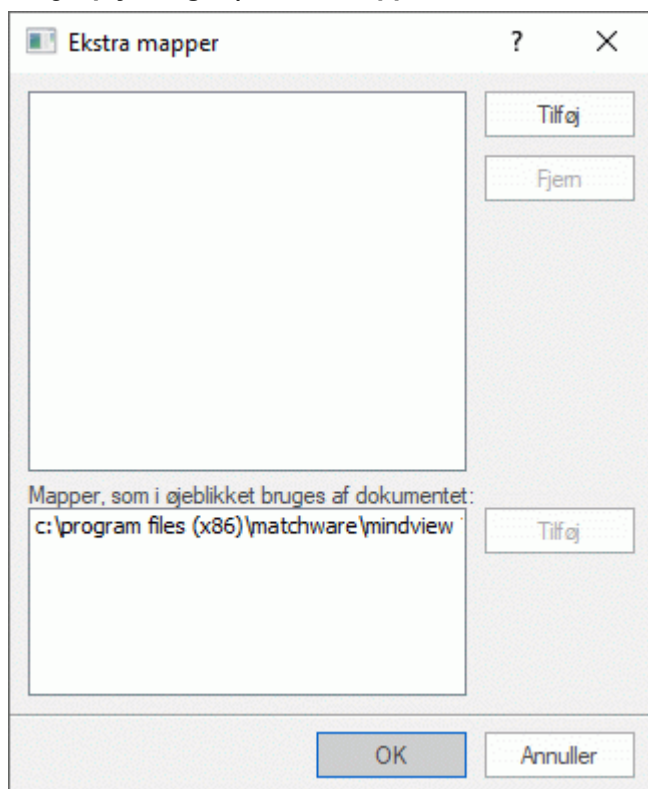 Ekstra mapper ? ×
Tilføj
Fjern
Mapper, som i øjeblikket bruges af dokumentet:
c:\program files (x86)\matchware\mindview
Tilføj
OK
Annuller